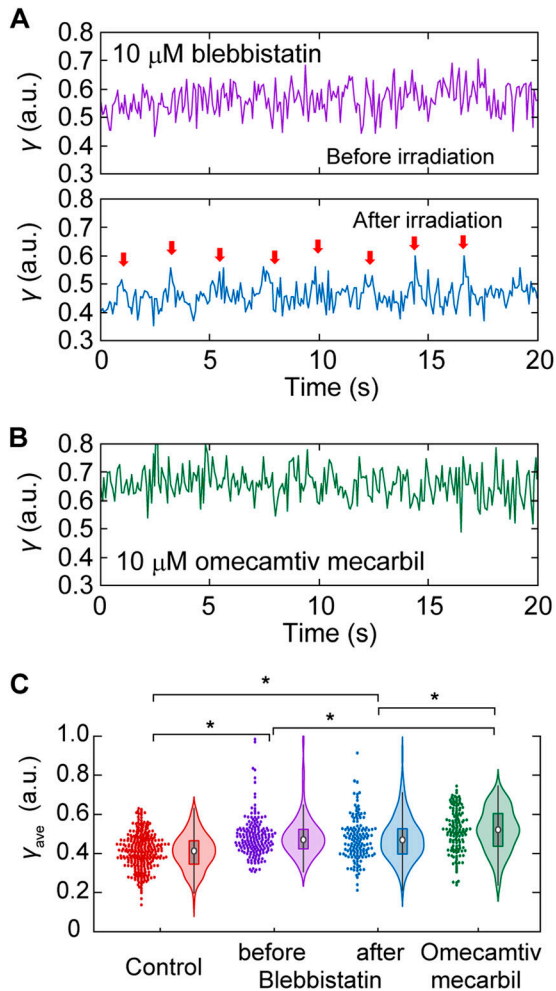 A
0.8
10 μM blebbistatin
0.7
0.6
0.5
0.4
Before irradiation
0.3
γ (a.u.)
0.8
0.7
After irradiation
0.6
0.5
0.4
0.3
γ (a.u.)
0 5 10 15 20
Time (s)
B
0.8
0.7
0.6
0.5
0.4
10 μM omecamtiv mecarbil
0.3
γ (a.u.)
0 5 10 15 20
Time (s)
C
* *
* *
1.0
0.8
0.6
0.4
0.2
0
γave (a.u.)
Control before after Omecamtiv
Blebbistatin mecarbil